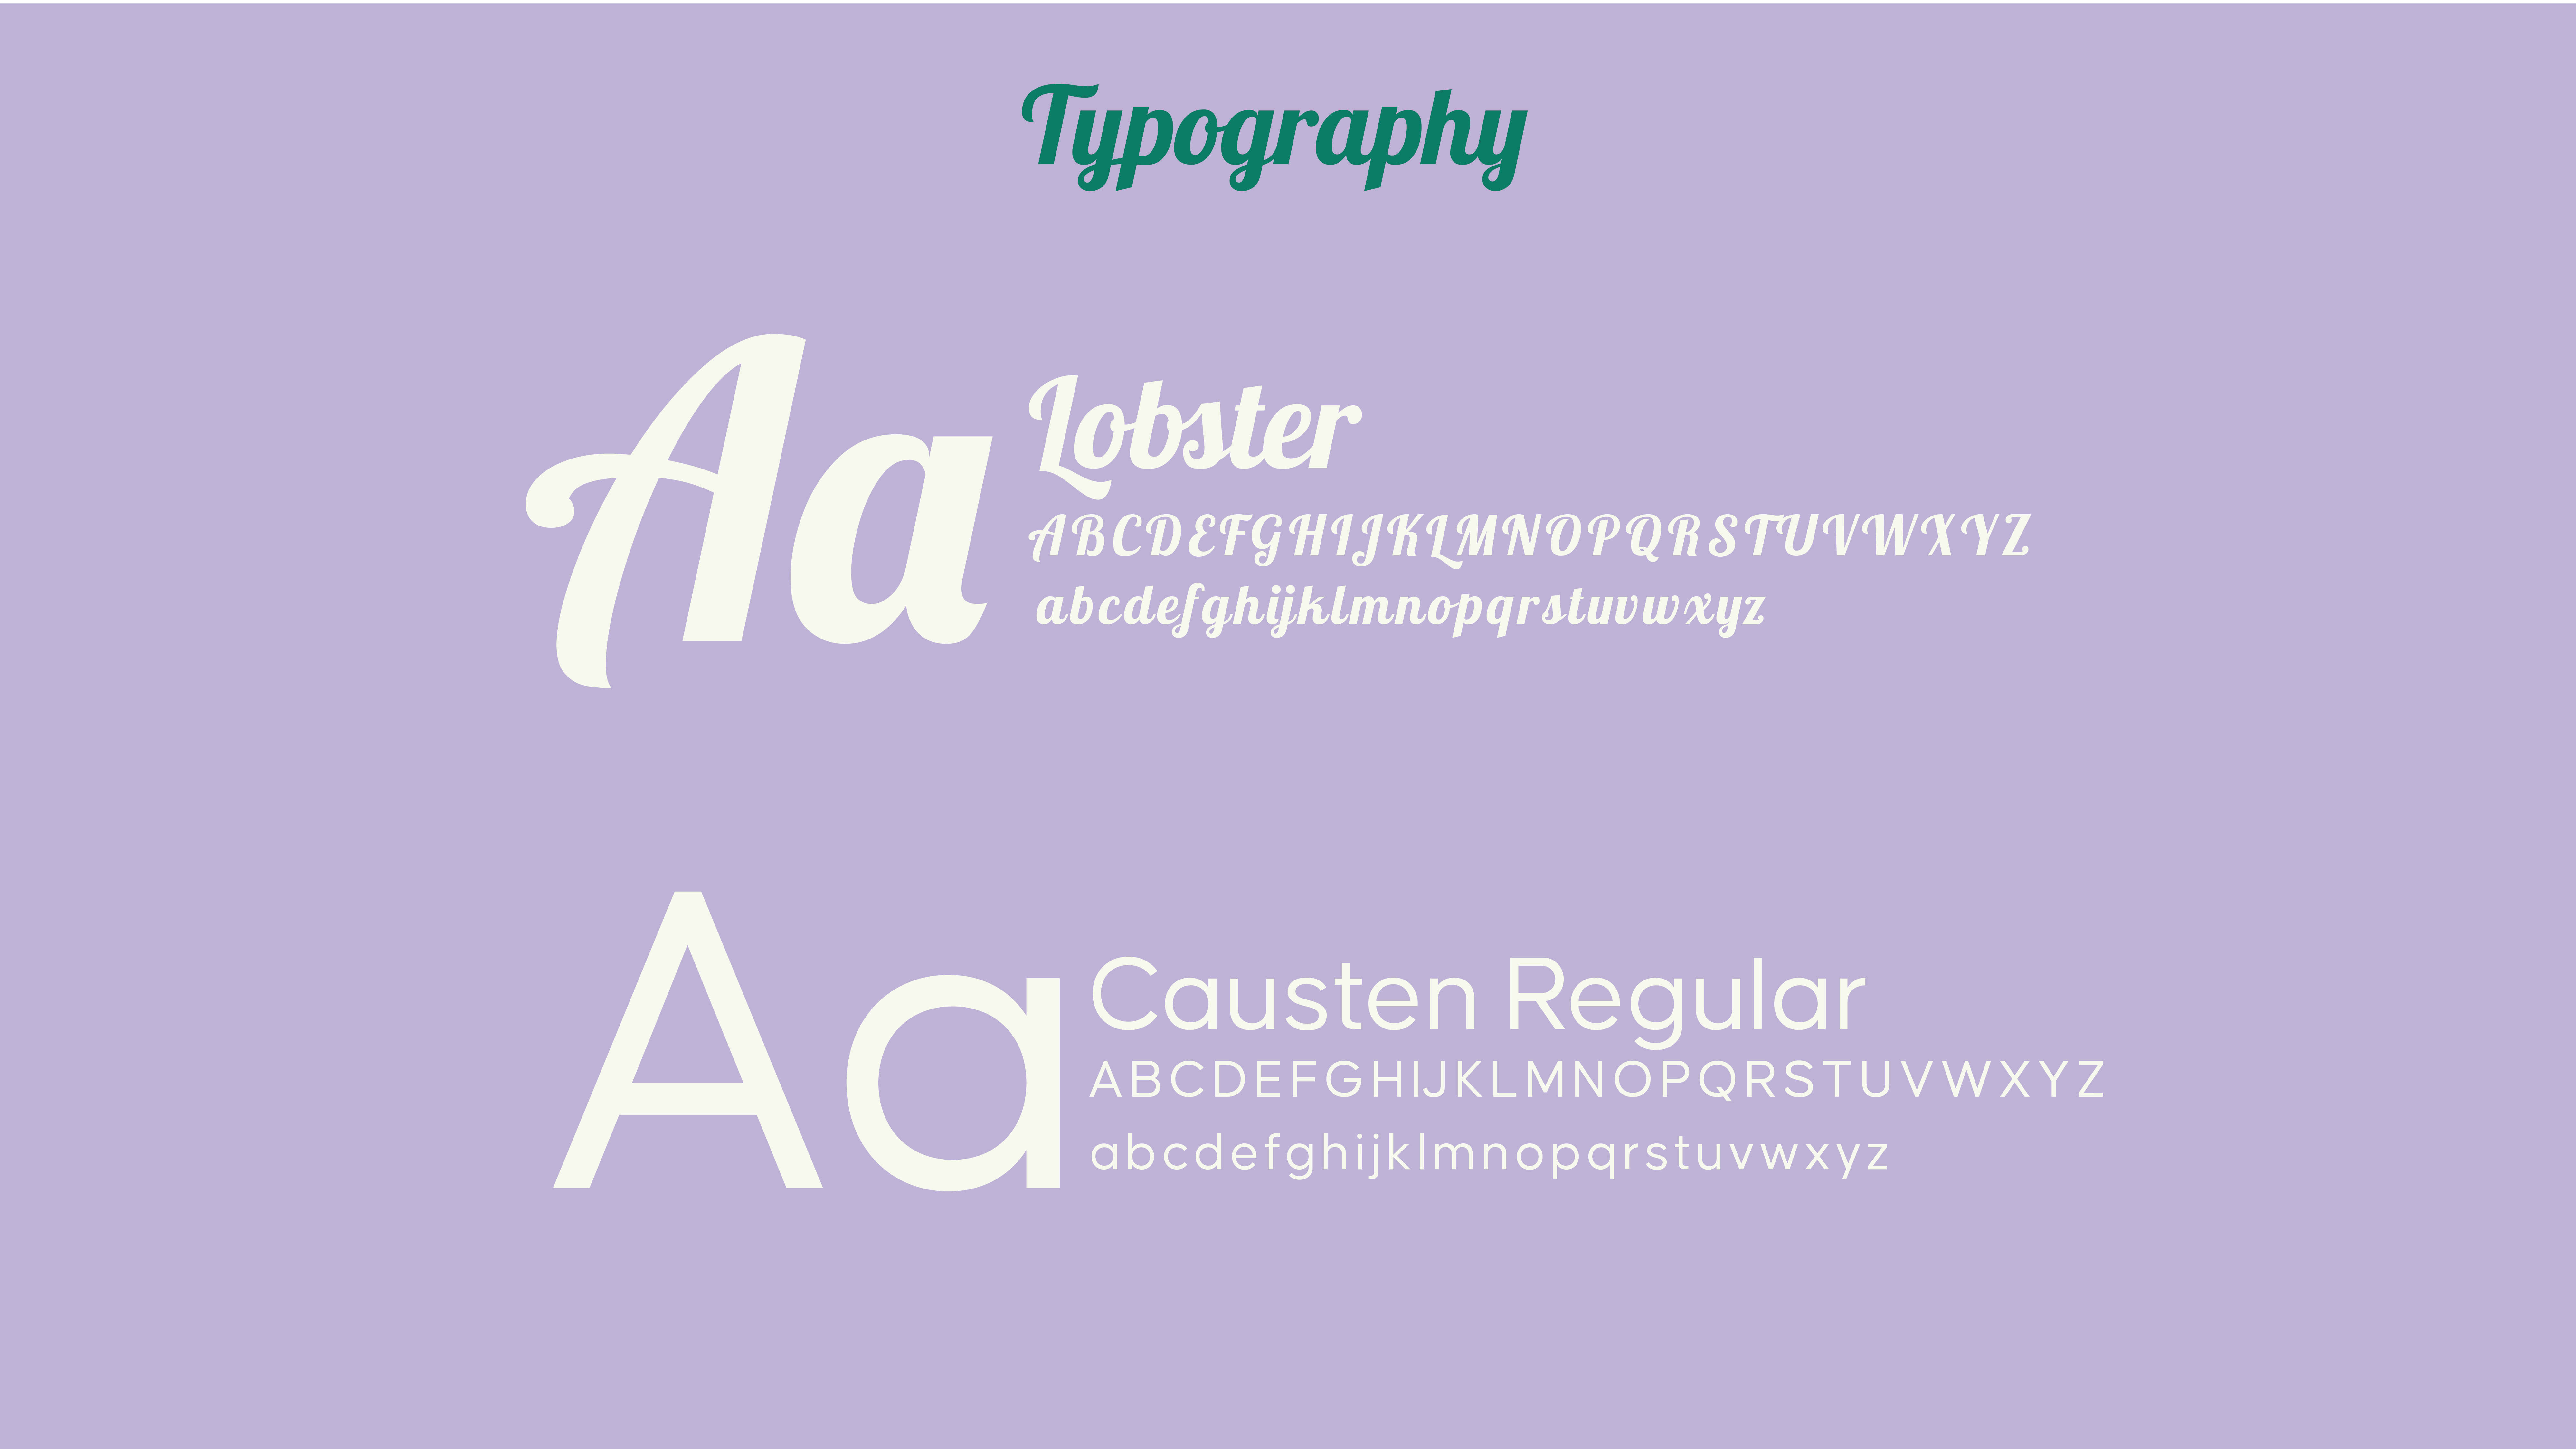 Typography
Aa
Lobster
ABCDEFGHIJKLMNOPQRSTUVWXYZ
abcdefghijklmnopqrstuvwxyz
Aa
Causten Regular
ABCDEFGHIJKLMNOPQRSTUVWXYZ
abcdefghijklmnopqrstuvwxyz